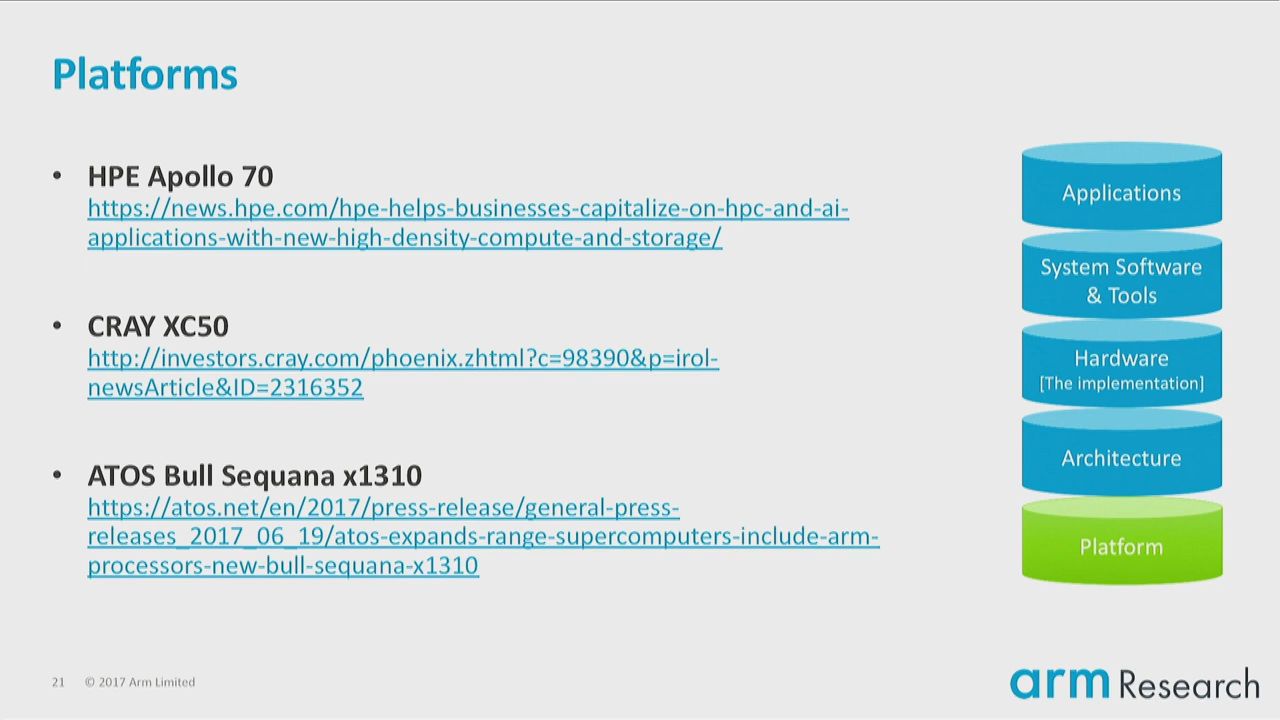 Platforms
• HPE Apollo 70
https://news.hpe.com/hpe-helps-businesses-capitalize-on-hpc-and-ai-
applications-with-new-high-density-compute-and-storage/
• CRAY XC50
http://investors.cray.com/phoenix.zhtml?c=98390&p=irol-
newsArticle&ID=2316352
• ATOS Bull Sequana x1310
https://atos.net/en/2017/press-release/general-press-
releases_2017_06_19/atos-expands-range-supercomputers-include-arm-
processors-new-bull-sequana-x1310
Applications
System Software
& Tools
Hardware
[The implementation]
Architecture
Platform
21 © 2017 Arm Limited
arm Research